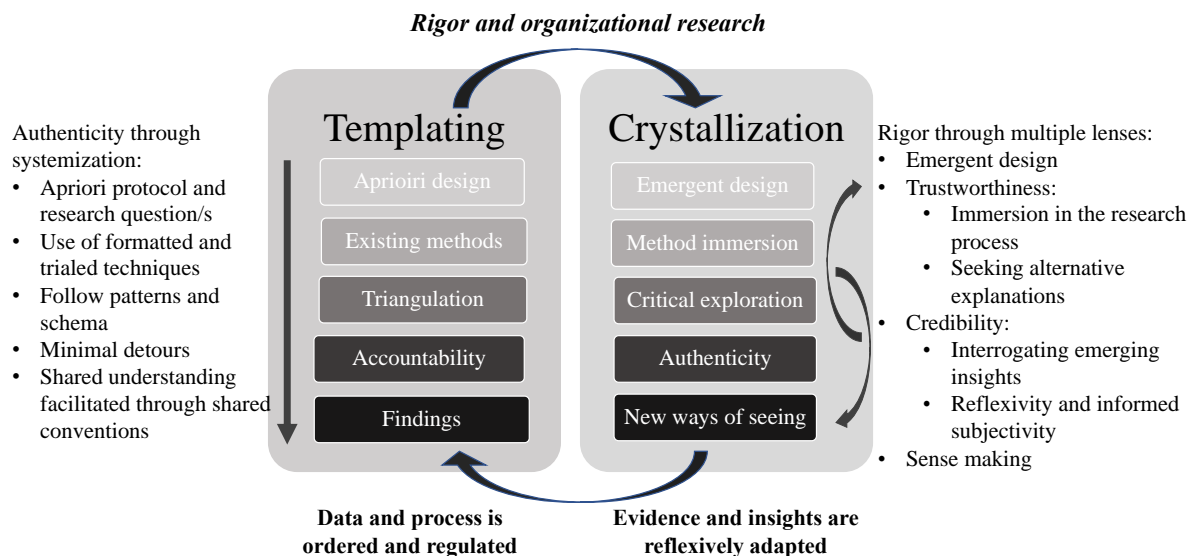 Rigor and organizational research
Authenticity through
systemization:
• Apriori protocol and
research question/s
• Use of formatted and
trialed techniques
• Follow patterns and
schema
• Minimal detours
• Shared understanding
facilitated through shared
conventions
Templating
Aprioiri design
Existing methods
Triangulation
Accountability
Findings
Crystallization
Emergent design
Method immersion
Critical exploration
Authenticity
New ways of seeing
Rigor through multiple lenses:
• Emergent design
• Trustworthiness:
• Immersion in the research
process
• Seeking alternative
explanations
• Credibility:
• Interrogating emerging
insights
• Reflexivity and informed
subjectivity
• Sense making
Data and process is
ordered and regulated
Evidence and insights are
reflexively adapted